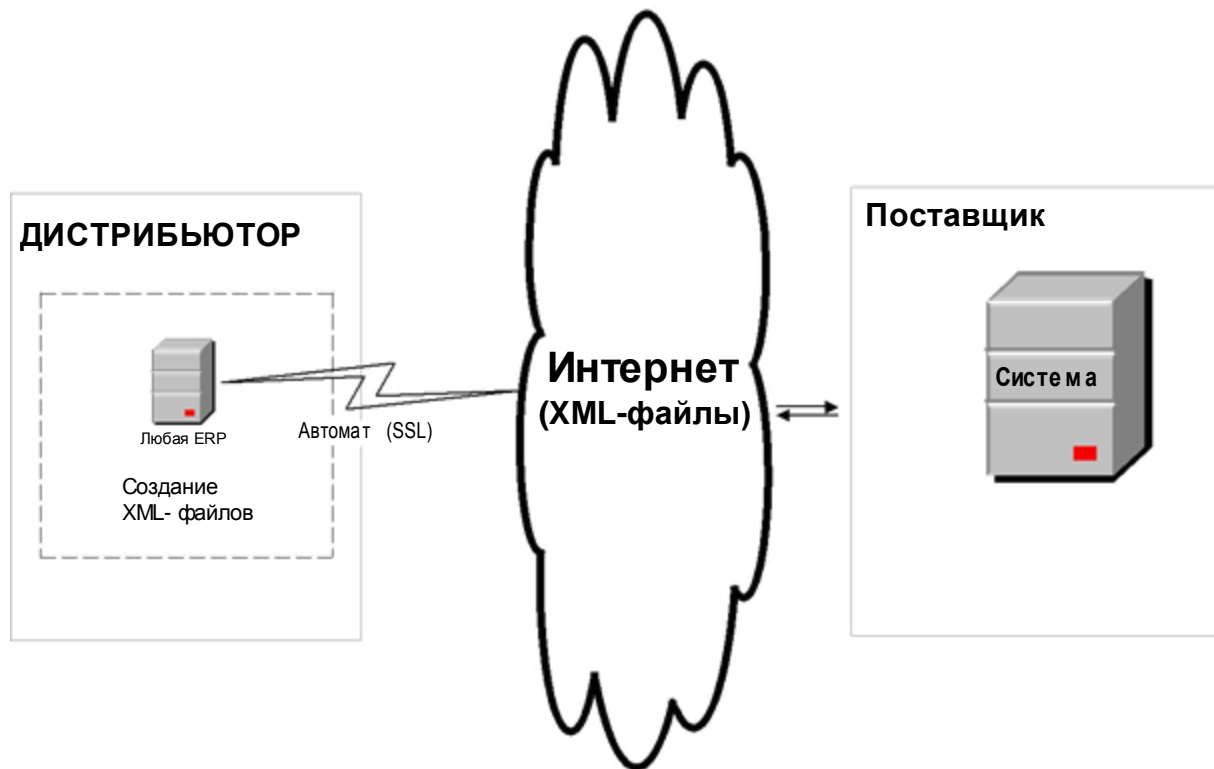 ДИСТРИБЬЮТОР
Любая ERP
Создание
XML- файлов
Автомат (SSL)
Интернет
(XML-файлы)
Поставщик
Система